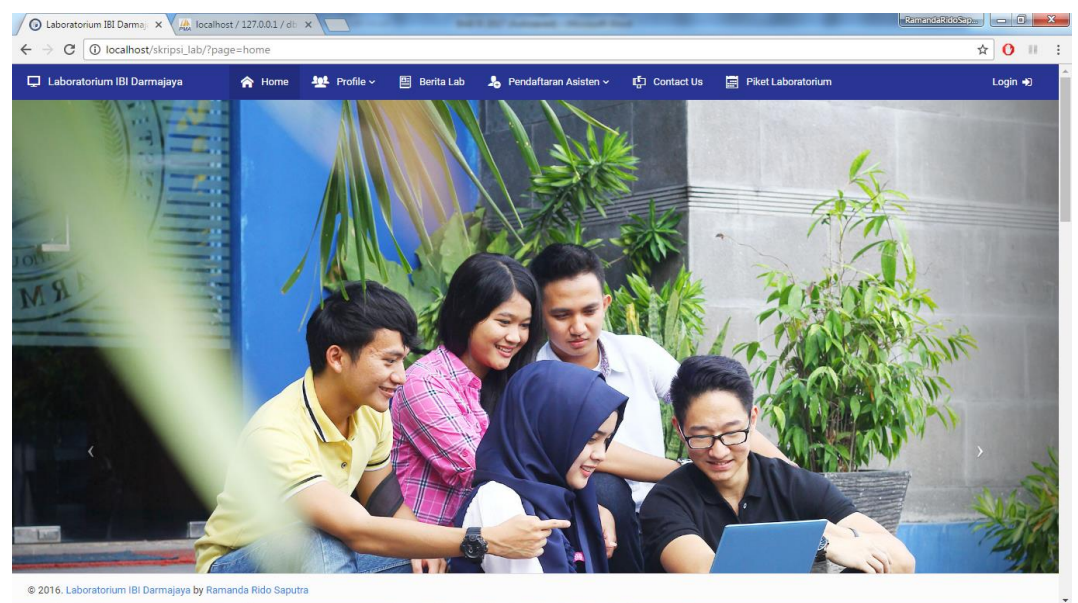 Laboratorium IBI Darmaj
localhost / 127.0.0.1 / db
RamandaRidoSap...
localhost/skripsi_lab/?page=home
Laboratorium IBI Darmajaya Home Profile Berita Lab Pendaftaran Asisten Contact Us Piket Laboratorium Login
© 2016. Laboratorium IBI Darmajaya by Ramanda Rido Saputra